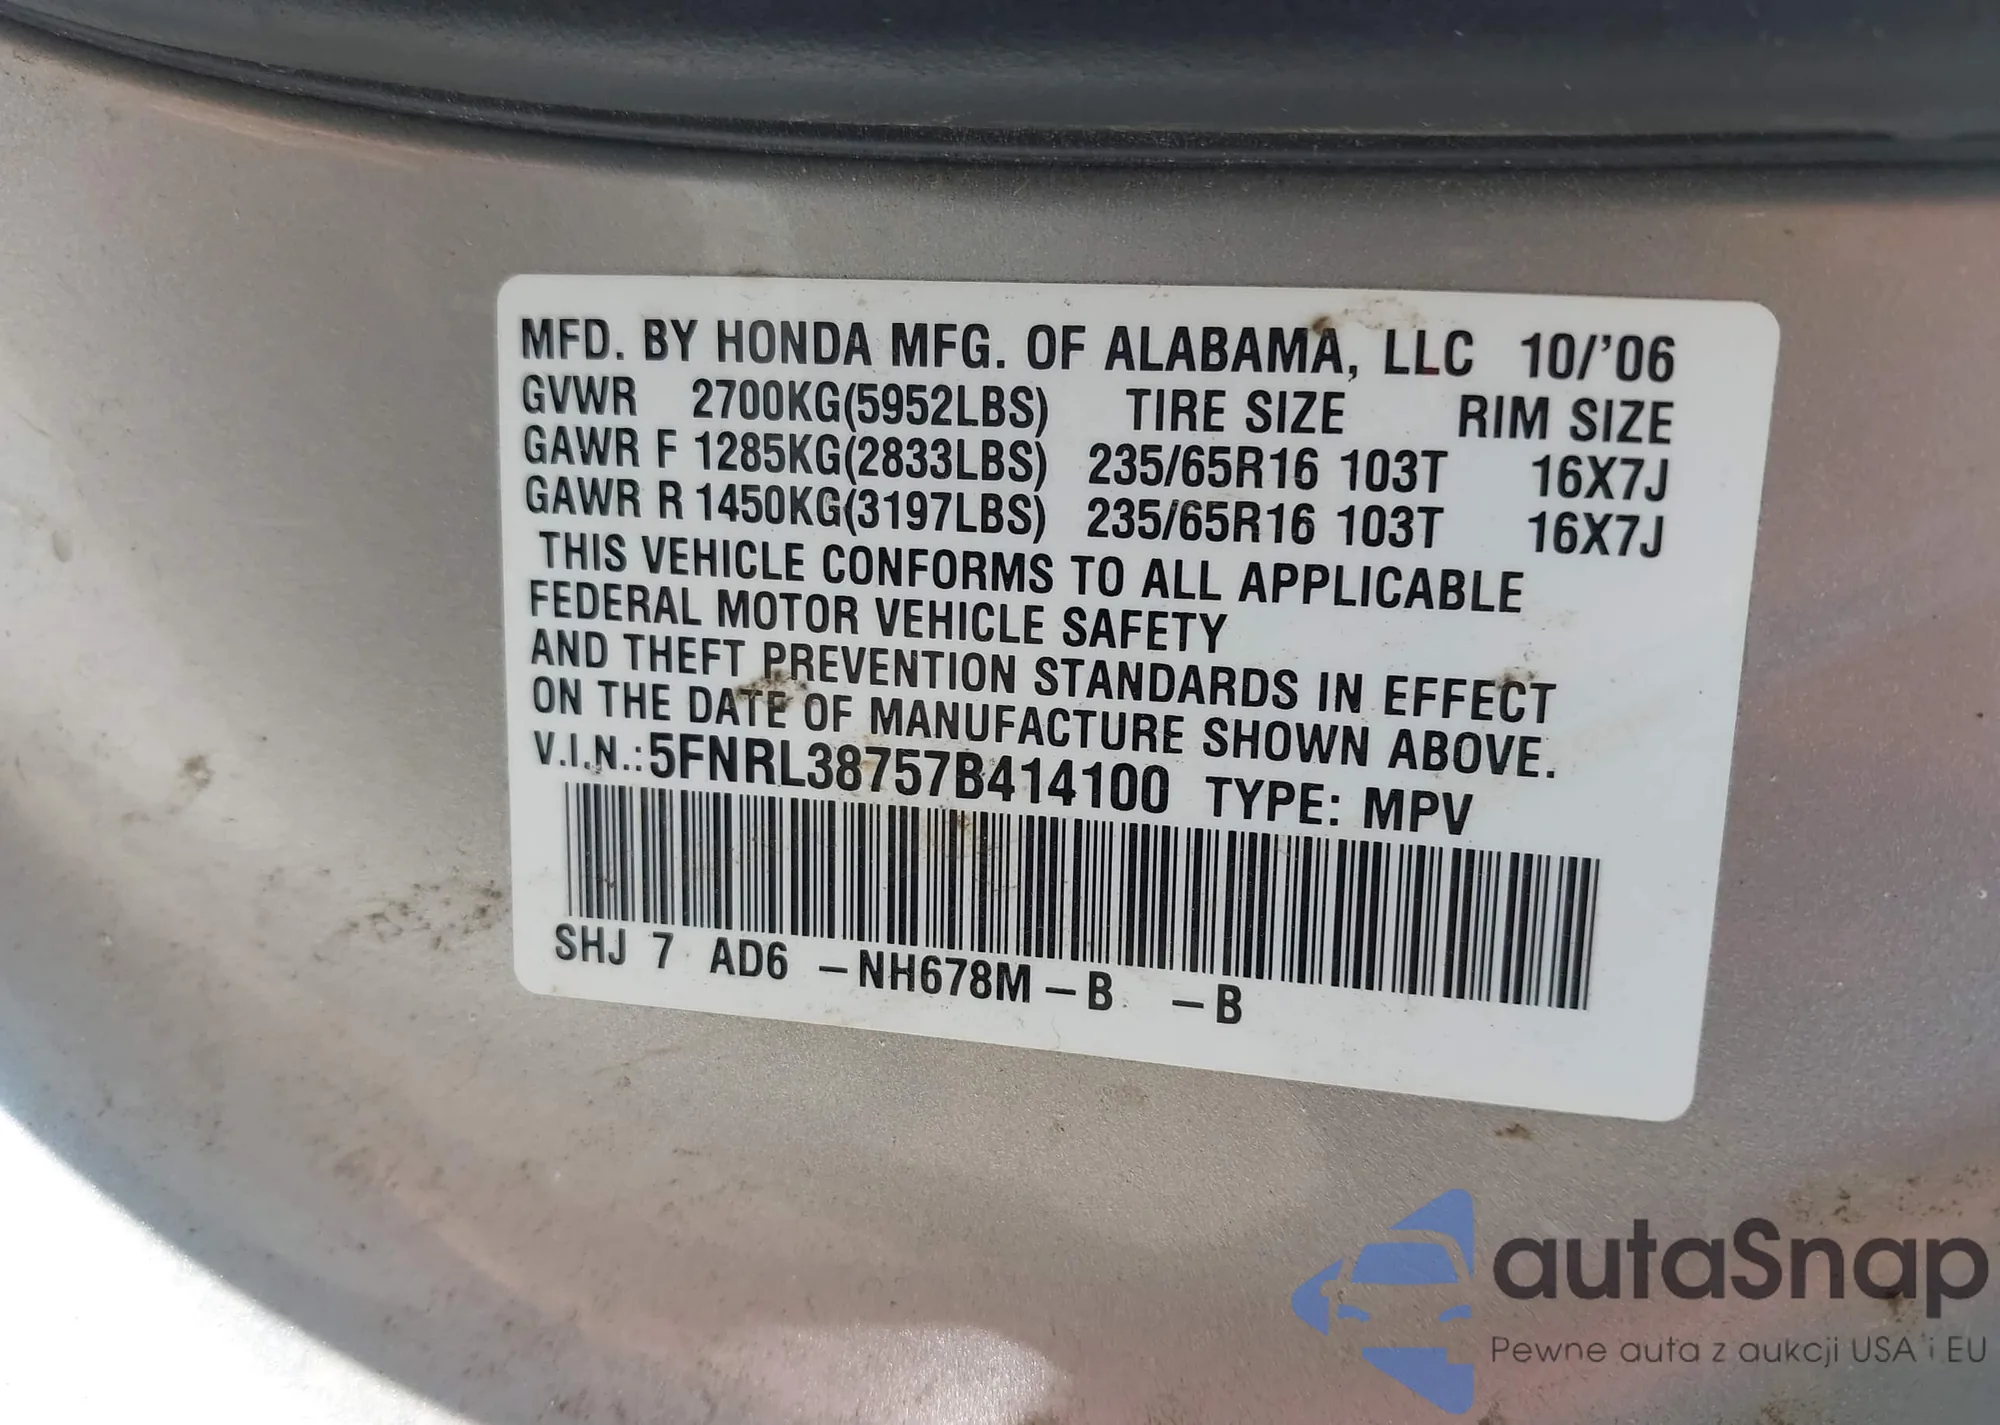 MFD. BY HONDA MFG. OF ALABAMA, LLC 10/'06
GVWR 2700KG(5952LBS) TIRE SIZE RIM SIZE
GAWR F 1285KG(2833LBS) 235/65R16 103T 16X7J
GAWR R 1450KG(3197LBS) 235/65R16 103T 16X7J
THIS VEHICLE CONFORMS TO ALL APPLICABLE
FEDERAL MOTOR VEHICLE SAFETY
AND THEFT PREVENTION STANDARDS IN EFFECT
ON THE DATE OF MANUFACTURE SHOWN ABOVE.
V.I.N.:5FNRL38757B414100 TYPE: MPV
SHJ 7 AD6 –NH678M –B –B
autaSnap
Pewne auta z aukcji USA i EU